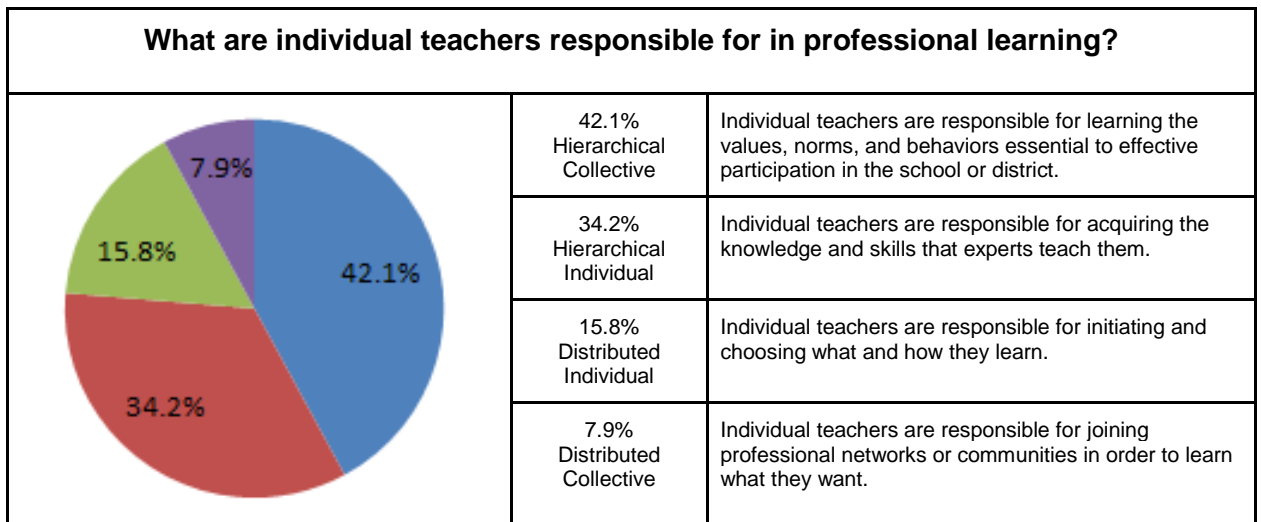 What are individual teachers responsible for in professional learning?
7.9%
15.8%
42.1%
34.2%
42.1%
Hierarchical
Collective
Individual teachers are responsible for learning the
values, norms, and behaviors essential to effective
participation in the school or district.
34.2%
Hierarchical
Individual
Individual teachers are responsible for acquiring the
knowledge and skills that experts teach them.
15.8%
Distributed
Individual
Individual teachers are responsible for initiating and
choosing what and how they learn.
7.9%
Distributed
Collective
Individual teachers are responsible for joining
professional networks or communities in order to learn
what they want.